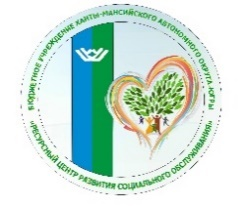 БЮДЖЕТНОЕ УЧРЕЖДЕНИЕ ХАНТЫ-МАНСИЙСКОГО АВТОНОМНОГО ОКРУГА-ЮГРЫ
«РЕСУРСНЫЙ ЦЕНТР РАЗВИТИЯ СОЦИАЛЬНОГО ОБСЛУЖИВАНИЯ»